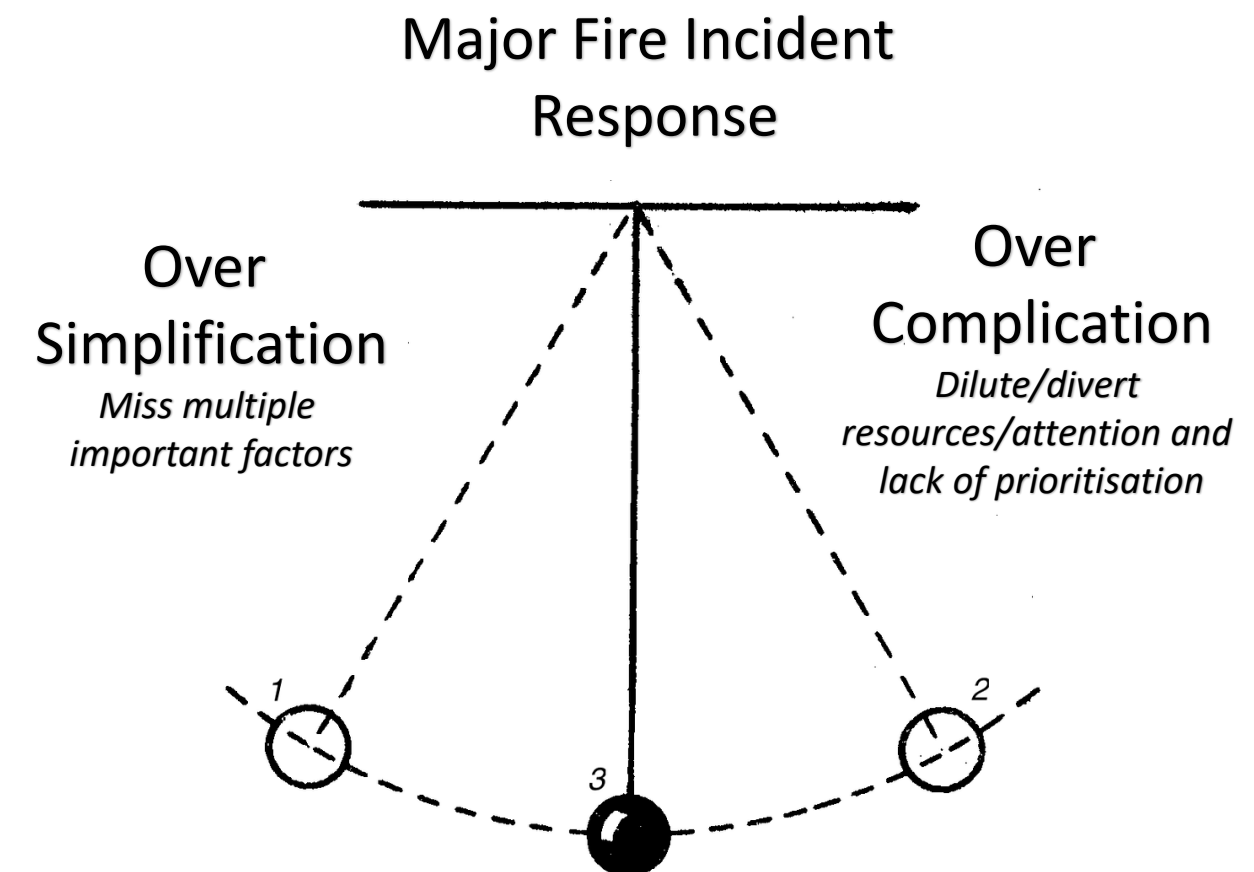 Major Fire Incident
Response
Over
Simplification
Miss multiple
important factors
Over
Complication
Dilute/divert
resources/attention and
lack of prioritisation
1
2
3